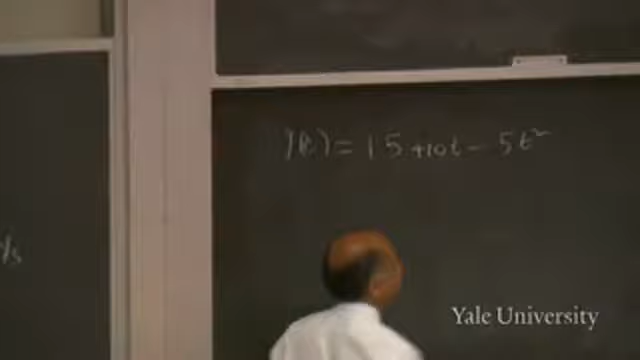 y(t) = 15 + 10t - 5t²
/s
Yale University